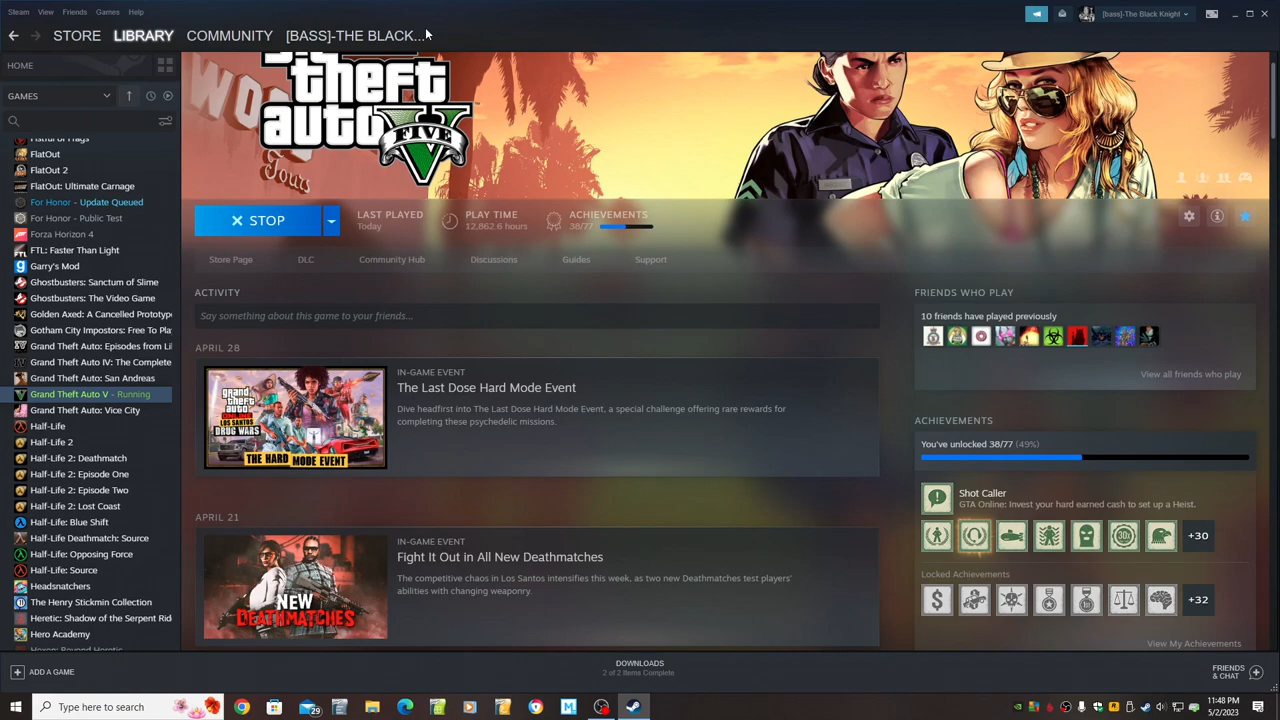 Steam View Friends Games Help
[bass]-The Black Knight
STORE LIBRARY COMMUNITY [BASS]-THE BLACK...
HOME
GAMES
Fistful of Frags
FlatOut
FlatOut 2
FlatOut: Ultimate Carnage
For Honor - Update Queued
For Honor - Public Test
Forza Horizon 4
FTL: Faster Than Light
Garry's Mod
Ghostbusters: Sanctum of Slime
Ghostbusters: The Video Game
Golden Axed: A Cancelled Prototype
Gotham City Impostors: Free To Pla
Grand Theft Auto: Episodes from Li
Grand Theft Auto IV: The Complete
Grand Theft Auto: San Andreas
Grand Theft Auto V - Running
Grand Theft Auto: Vice City
Half-Life
Half-Life 2
Half-Life 2: Deathmatch
Half-Life 2: Episode One
Half-Life 2: Episode Two
Half-Life 2: Lost Coast
Half-Life: Blue Shift
Half-Life Deathmatch: Source
Half-Life: Opposing Force
Half-Life: Source
Headsnatchers
The Henry Stickmin Collection
Heretic: Shadow of the Serpent Rid
Hero Academy
theft
auto
FIVE
Tours
STOP
LAST PLAYED
Today
PLAY TIME
12,862.6 hours
ACHIEVEMENTS
38/77
Store Page DLC Community Hub Discussions Guides Support
ACTIVITY
Say something about this game to your friends...
APRIL 28
grand
theft
auto
ONLINE
LOS SANTOS
DRUG WARS
THE HARD MODE EVENT
IN-GAME EVENT
The Last Dose Hard Mode Event
Dive headfirst into The Last Dose Hard Mode Event, a special challenge offering rare rewards for
completing these psychedelic missions.
APRIL 21
NEW
DEATHMATCHES
IN-GAME EVENT
Fight It Out in All New Deathmatches
The competitive chaos in Los Santos intensifies this week, as two new Deathmatches test players'
abilities with changing weaponry.
FRIENDS WHO PLAY
10 friends have played previously
View all friends who play
ACHIEVEMENTS
You've unlocked 38/77 (49%)
Shot Caller
GTA Online: Invest your hard earned cash to set up a Heist.
30x
+30
Locked Achievements
+32
View My Achievements
ADD A GAME
DOWNLOADS
2 of 2 Items Complete
FRIENDS
& CHAT
Type here to search
29
11:48 PM
5/2/2023